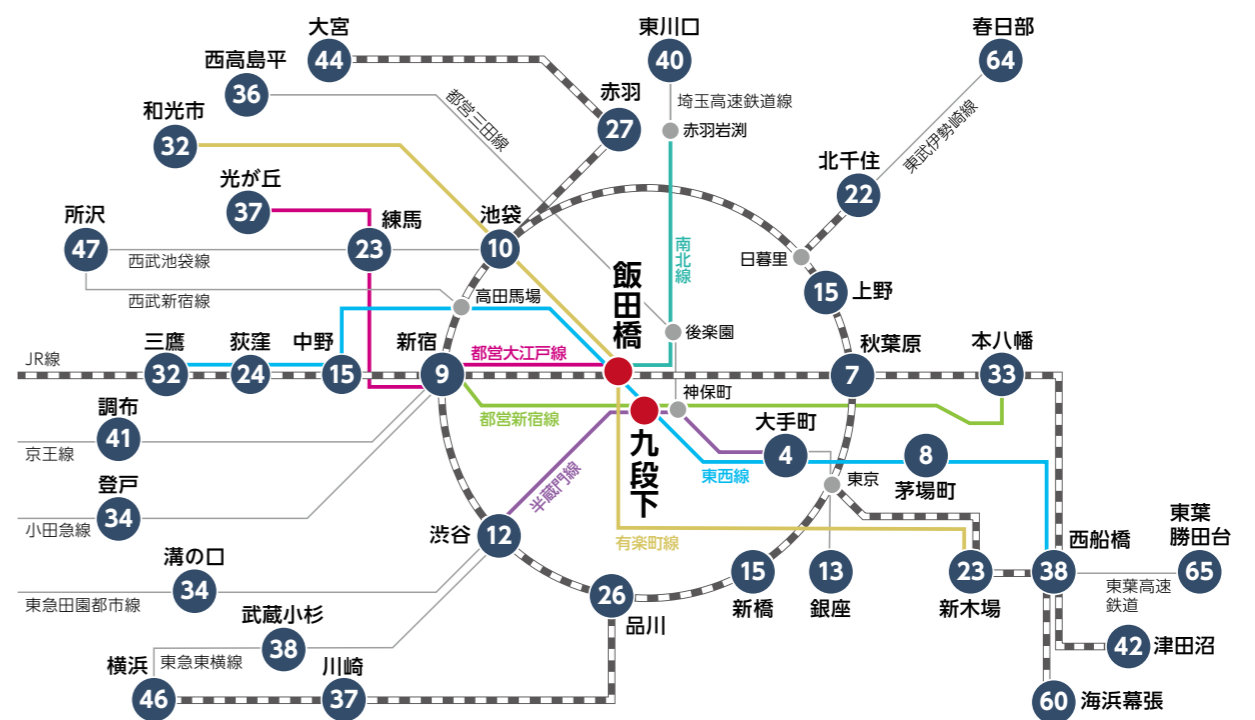 大宮
44
東川口
40
春日部
64
西高島平
36
都営三田線
赤羽
27
埼玉高速鉄道線
赤羽岩渕
東武伊勢崎線
和光市
32
北千住
22
光が丘
37
所沢
47
練馬
23
池袋
10
西武池袋線
西武新宿線
南北線
日暮里
15
上野
高田馬場
飯田橋
後楽園
JR線
三鷹
32
荻窪
24
中野
15
新宿
9
都営大江戸線
秋葉原
7
本八幡
33
調布
41
京王線
都営新宿線
神保町
九段下
大手町
4
東西線
8
茅場町
登戸
34
小田急線
半蔵門線
東京
渋谷
12
有楽町線
溝の口
34
東急田園都市線
武蔵小杉
38
東急東横線
26
品川
15
新橋
13
銀座
23
新木場
西船橋
38
東葉
勝田台
65
東葉高速
鉄道
横浜
46
川崎
37
42
津田沼
60
海浜幕張